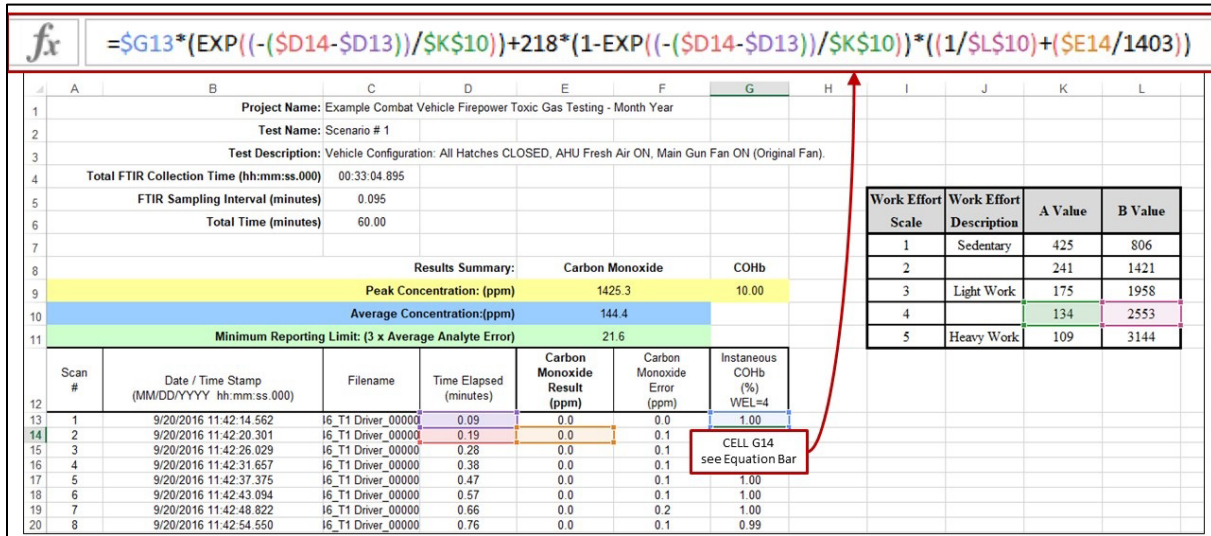 fx =$G13*(EXP((-($D14-$D13))/$K$10))+218*(1-EXP((-($D14-$D13))/$K$10))*((1/$L$10)+($E14/1403))
A B C D E F G H I J K L
1 Project Name: Example Combat Vehicle Firepower Toxic Gas Testing - Month Year
2 Test Name: Scenario # 1
3 Test Description: Vehicle Configuration: All Hatches CLOSED, AHU Fresh Air ON, Main Gun Fan ON (Original Fan).
4 Total FTIR Collection Time (hh:mm:ss.000) 00:33:04.895
5 FTIR Sampling Interval (minutes) 0.095
6 Total Time (minutes) 60.00
7
8 Results Summary: Carbon Monoxide COHb
9 Peak Concentration: (ppm) 1425.3 10.00
10 Average Concentration:(ppm) 144.4
11 Minimum Reporting Limit: (3 x Average Analyte Error) 21.6
Work Effort Work Effort
Scale Description A Value B Value
1 Sedentary 425 806
2 241 1421
3 Light Work 175 1958
4 134 2553
5 Heavy Work 109 3144
12
Scan
#
Date / Time Stamp
(MM/DD/YYYY hh:mm:ss.000)
Filename
Time Elapsed
(minutes)
Carbon
Monoxide
Result
(ppm)
Carbon
Monoxide
Error
(ppm)
Instaneous
COHb
(%)
WEL=4
13 1 9/20/2016 11:42:14.562 16_T1 Driver_00000 0.09 0.0 0.0 1.00
14 2 9/20/2016 11:42:20.301 16_T1 Driver_00000 0.19 0.0 0.1
15 3 9/20/2016 11:42:26.029 16_T1 Driver_00000 0.28 0.0 0.1
16 4 9/20/2016 11:42:31.657 16_T1 Driver_00000 0.38 0.0 0.1
CELL G14
see Equation Bar
17 5 9/20/2016 11:42:37.375 16_T1 Driver_00000 0.47 0.0 0.1 1.00
18 6 9/20/2016 11:42:43.094 16_T1 Driver_00000 0.57 0.0 0.1 1.00
19 7 9/20/2016 11:42:48.822 16_T1 Driver_00000 0.66 0.0 0.2 1.00
20 8 9/20/2016 11:42:54.550 16_T1 Driver_00000 0.76 0.0 0.1 0.99